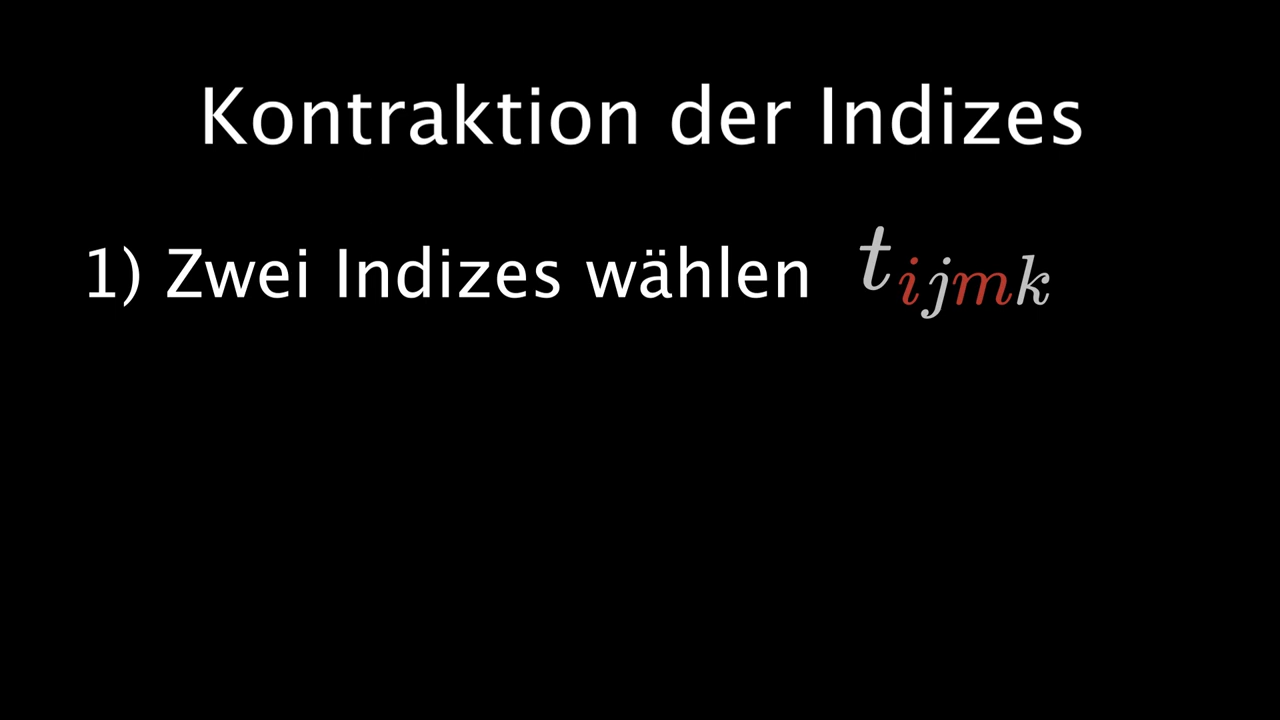 Kontraktion der Indizes
1) Zwei Indizes wählen t_{ijmk}